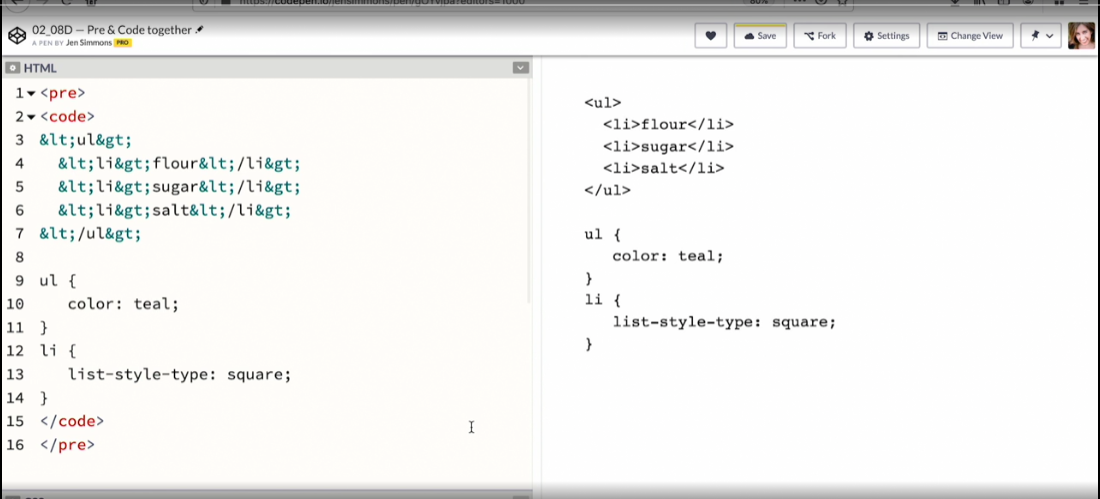 https://codepen.io/jensimmons/pen/
80%
02_08D — Pre & Code together
A PEN BY Jen Simmons PRO
Save
Fork
Settings
Change View
HTML
1 <pre>
2 <code>
3 &lt;ul&gt;
4   &lt;li&gt;flour&lt;/li&gt;
5   &lt;li&gt;sugar&lt;/li&gt;
6   &lt;li&gt;salt&lt;/li&gt;
7 &lt;/ul&gt;
8
9 ul {
10    color: teal;
11 }
12 li {
13    list-style-type: square;
14 }
15 </code>
16 </pre>
<ul>
  <li>flour</li>
  <li>sugar</li>
  <li>salt</li>
</ul>
ul {
   color: teal;
}
li {
   list-style-type: square;
}